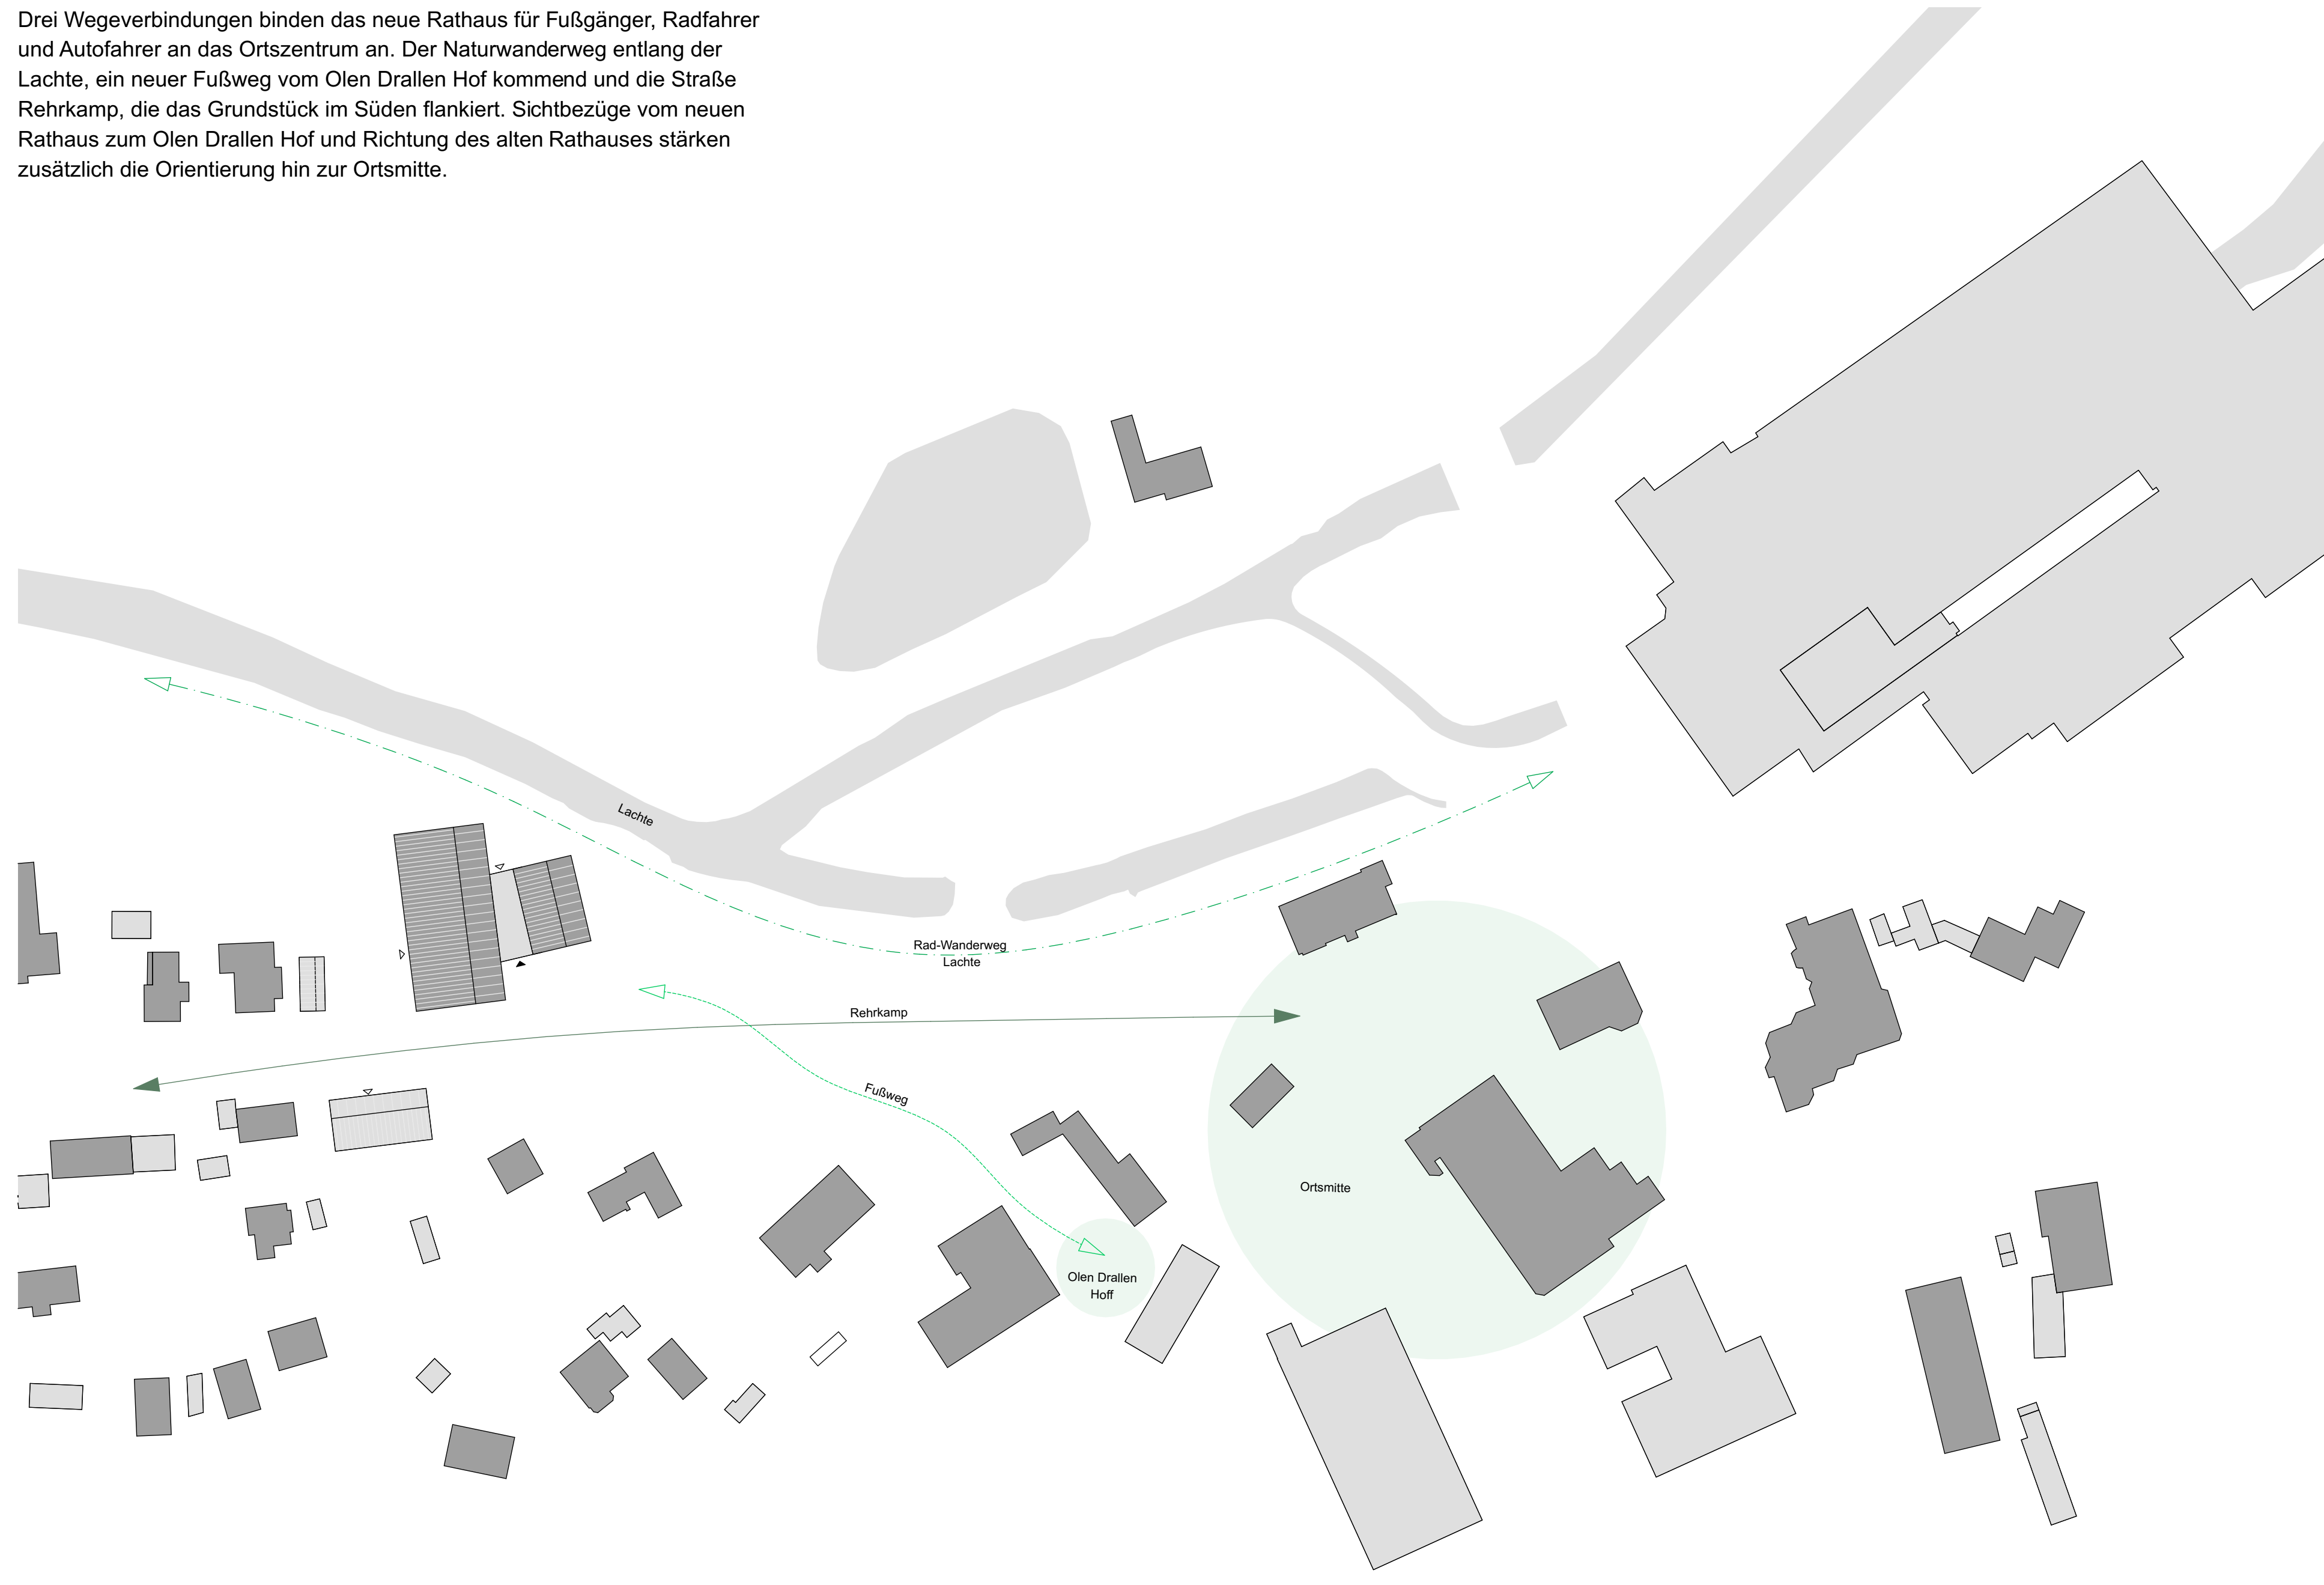 Drei Wegeverbindungen binden das neue Rathaus für Fußgänger, Radfahrer
und Autofahrer an das Ortszentrum an. Der Naturwanderweg entlang der
Lachte, ein neuer Fußweg vom Olen Drallen Hof kommend und die Straße
Rehrkamp, die das Grundstück im Süden flankiert. Sichtbezüge vom neuen
Rathaus zum Olen Drallen Hof und Richtung des alten Rathauses stärken
zusätzlich die Orientierung hin zur Ortsmitte.
Lachte
Rad-Wanderweg
Lachte
Rehrkamp
Fußweg
Ortsmitte
Olen Drallen
Hoff